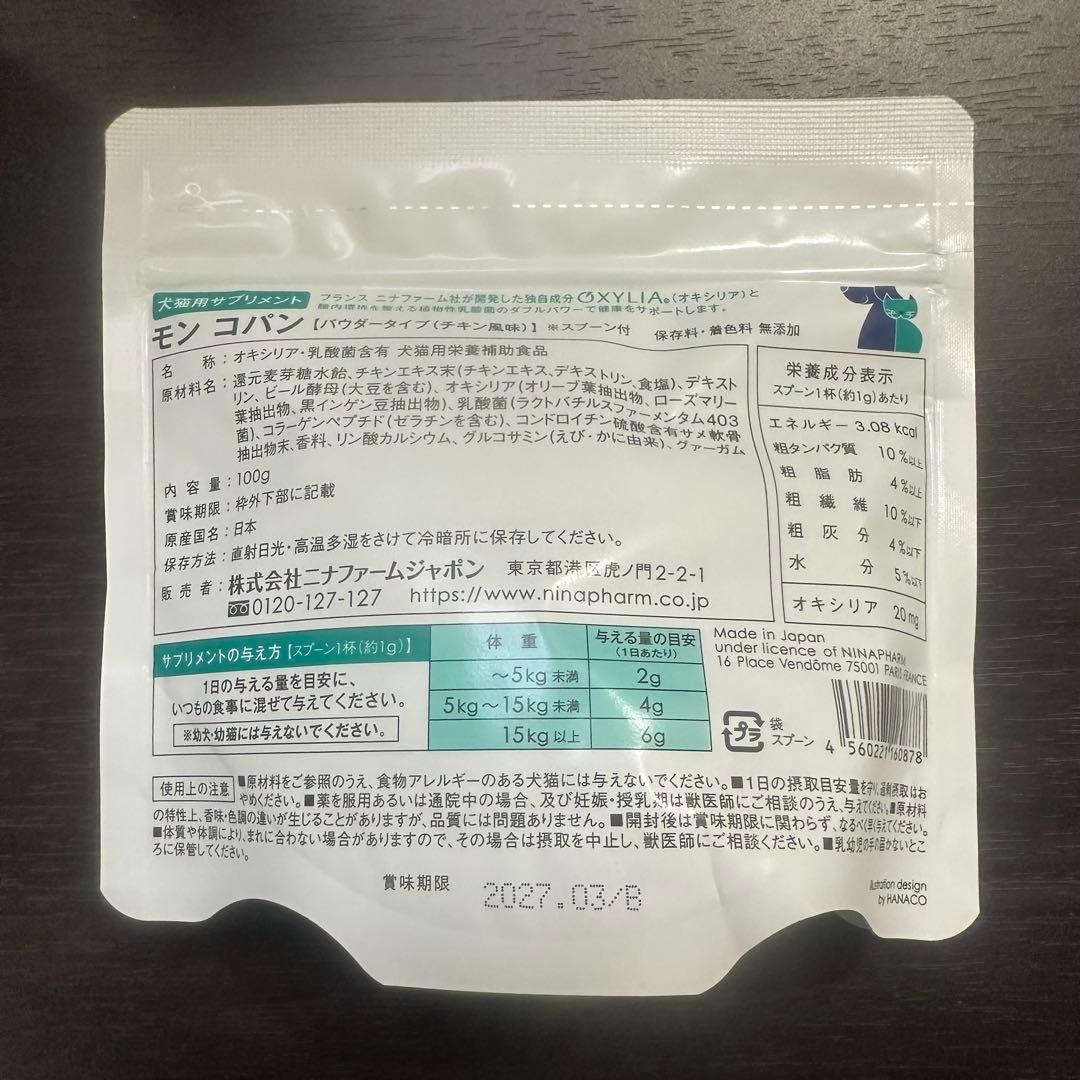 犬猫用サプリメント
フランス ニナファーム社が開発した独自成分OXYLIA®(オキシリア)と
腸内環境を整える植物性乳酸菌のダブルパワーで健康をサポートします。
モン コパン【パウダータイプ(チキン風味)】 ※スプーン付 保存料・着色料 無添加
名 称：オキシリア・乳酸菌含有 犬猫用栄養補助食品
原材料名：還元麦芽糖水飴、チキンエキス末(チキンエキス、デキストリン、食塩)、デキスト
リン、ビール酵母(大豆を含む)、オキシリア(オリーブ葉抽出物、ローズマリー
葉抽出物、黒インゲン豆抽出物)、乳酸菌(ラクトバチルスファーメンタム403
菌)、コラーゲンペプチド(ゼラチンを含む)、コンドロイチン硫酸含有サメ軟骨
抽出物末、香料、リン酸カルシウム、グルコサミン(えび・かに由来)、グァーガム
内 容 量：100g
賞味期限：枠外下部に記載
原産国名：日本
保存方法：直射日光・高温多湿をさけて冷暗所に保存してください。
販 売 者：株式会社ニナファームジャポン 東京都港区虎ノ門2-2-1
0120-127-127 https://www.ninapharm.co.jp
栄養成分表示
スプーン1杯(約1g)あたり
エネルギー 3.08 kcal
粗タンパク質 10%以上
粗 脂 肪 4%以上
粗 繊 維 10%以下
粗 灰 分 4%以下
水 分 5%以下
オキシリア 20mg
サプリメントの与え方【スプーン1杯(約1g)】
1日の与える量を目安に、
いつもの食事に混ぜて与えてください。
※幼犬・幼猫には与えないでください。
体 重 与える量の目安
(1日あたり)
～5kg 未満 2g
5kg～15kg 未満 4g
15kg 以上 6g
Made in Japan
under licence of NINAPHARM
16 Place Vendôme 75001 PARIS FRANCE
プラ
袋
スプーン
4 560221 160878
使用上の注意 ■原材料をご参照のうえ、食物アレルギーのある犬猫には与えないでください。■1日の摂取目安量を守り、過剰摂取はお
やめください。■薬を服用あるいは通院中の場合、及び妊娠・授乳期は獣医師にご相談のうえ、与えてください。■原材料
の特性上、香味・色調の違いが生じることがありますが、品質には問題ありません。■開封後は賞味期限に関わらず、なるべく早く与えてください。
■体質や体調により、まれに合わない場合がありますので、その場合は摂取を中止し、獣医師にご相談ください。■乳幼児の手の届かないとこ
ろに保管してください。
賞味期限 2027.03/B
illustration design
by HANACO